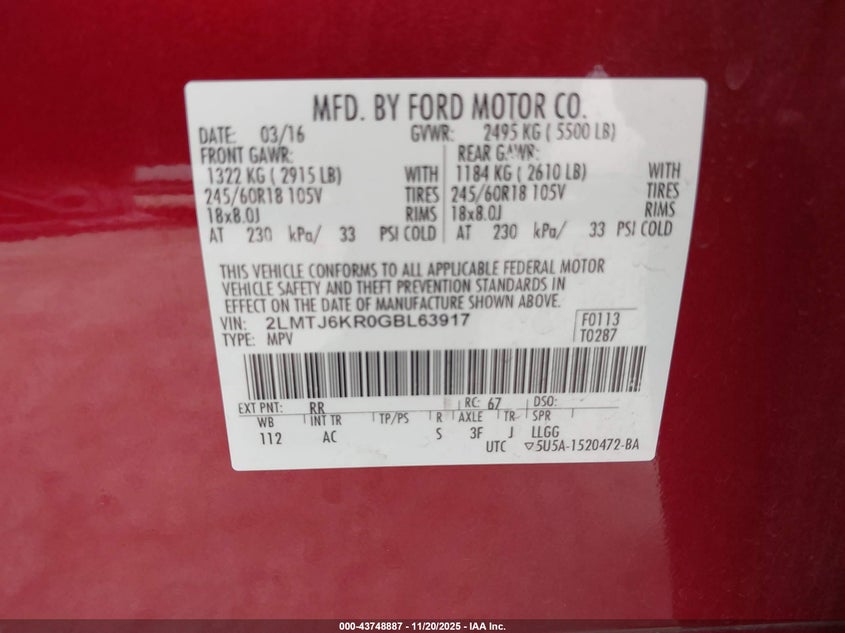 MFD. BY FORD MOTOR CO.
DATE: 03/16 GVWR: 2495 KG ( 5500 LB)
FRONT GAWR: REAR GAWR:
1322 KG ( 2915 LB) WITH 1184 KG ( 2610 LB) WITH
245/60R18 105V TIRES 245/60R18 105V TIRES
18x8.0J RIMS 18x8.0J RIMS
AT 230 kPa/ 33 PSI COLD AT 230 kPa/ 33 PSI COLD
THIS VEHICLE CONFORMS TO ALL APPLICABLE FEDERAL MOTOR
VEHICLE SAFETY AND THEFT PREVENTION STANDARDS IN
EFFECT ON THE DATE OF MANUFACTURE SHOWN ABOVE.
VIN: 2LMTJ6KR0GBL63917 F0113
TYPE: MPV T0287
EXT PNT: RR RC: 67 DSO:
WB INT TR TP/PS R AXLE TR SPR
112 AC S 3F J LLGG
UTC ▽5U5A-1520472-BA
000-43748887 - 11/20/2025 - IAA Inc.